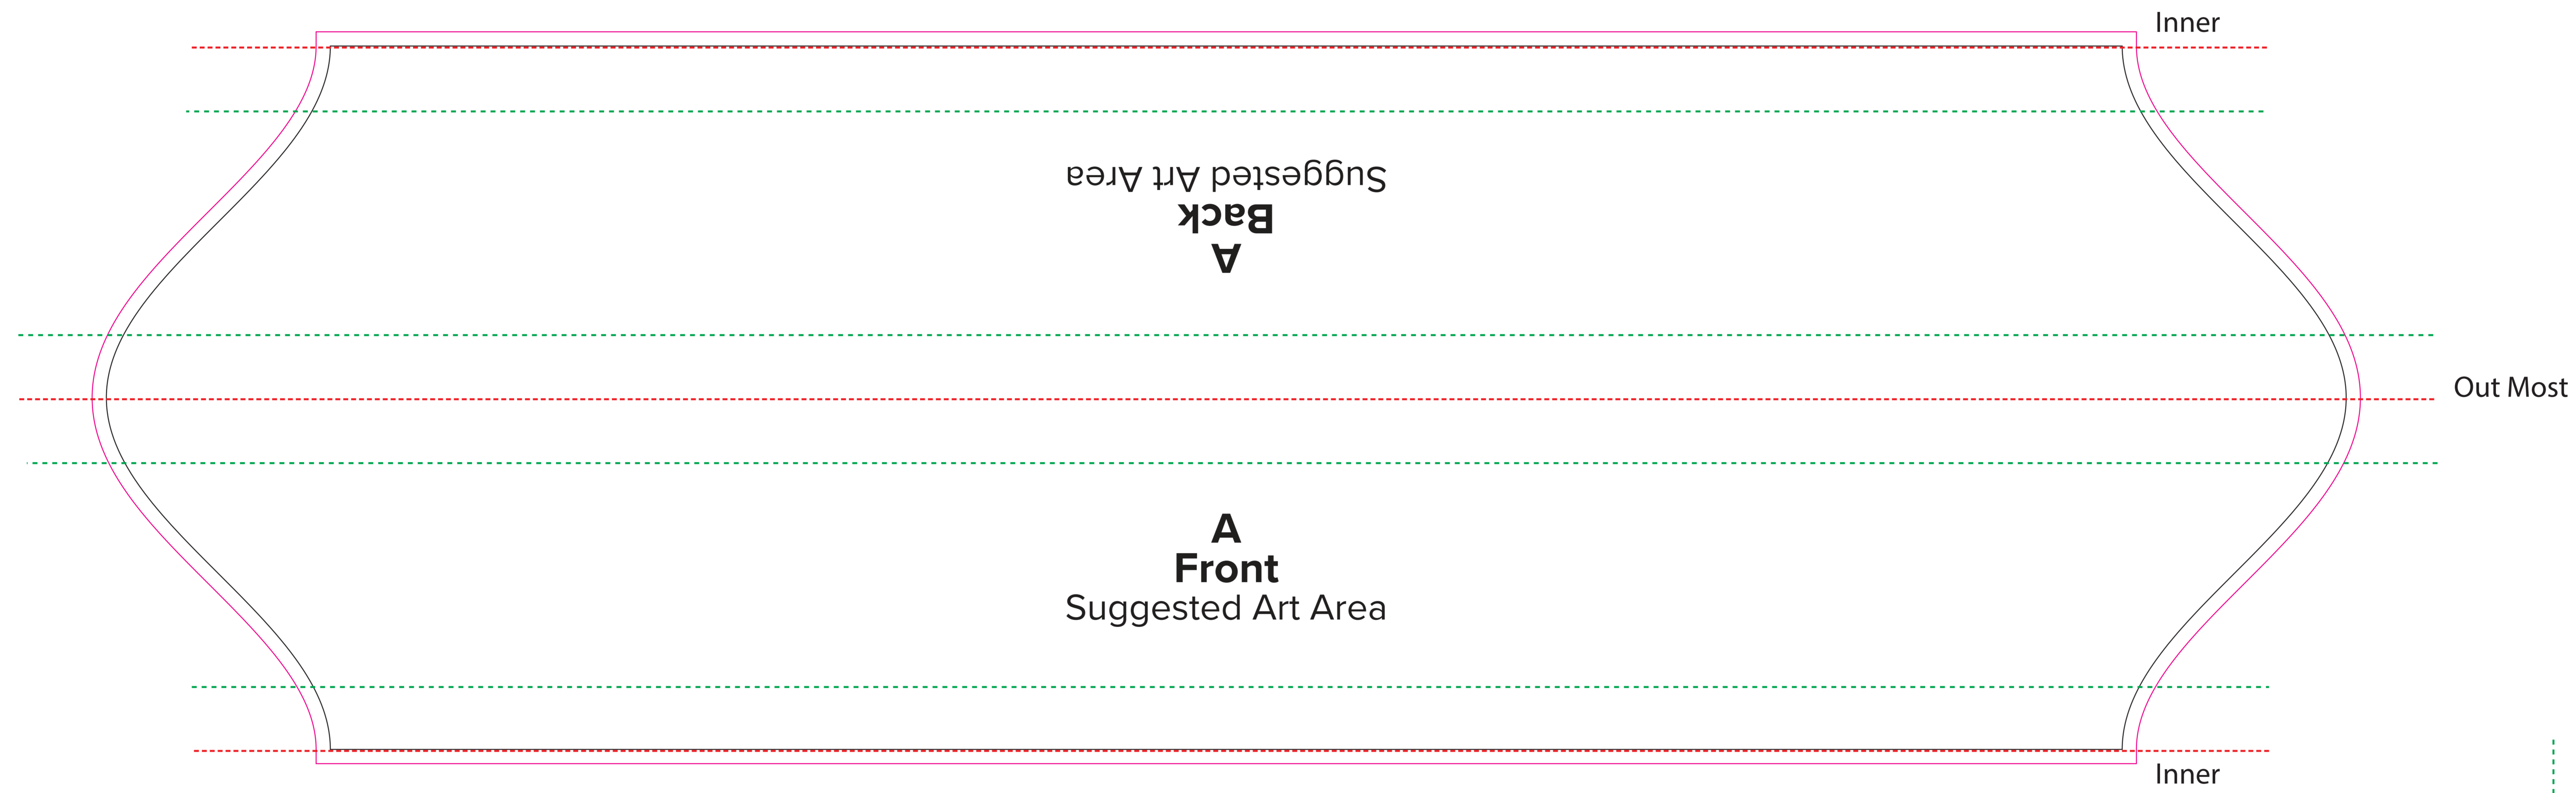 Inner
Suggested Art Area
Back
A
Out Most
A
Front
Suggested Art Area
Inner